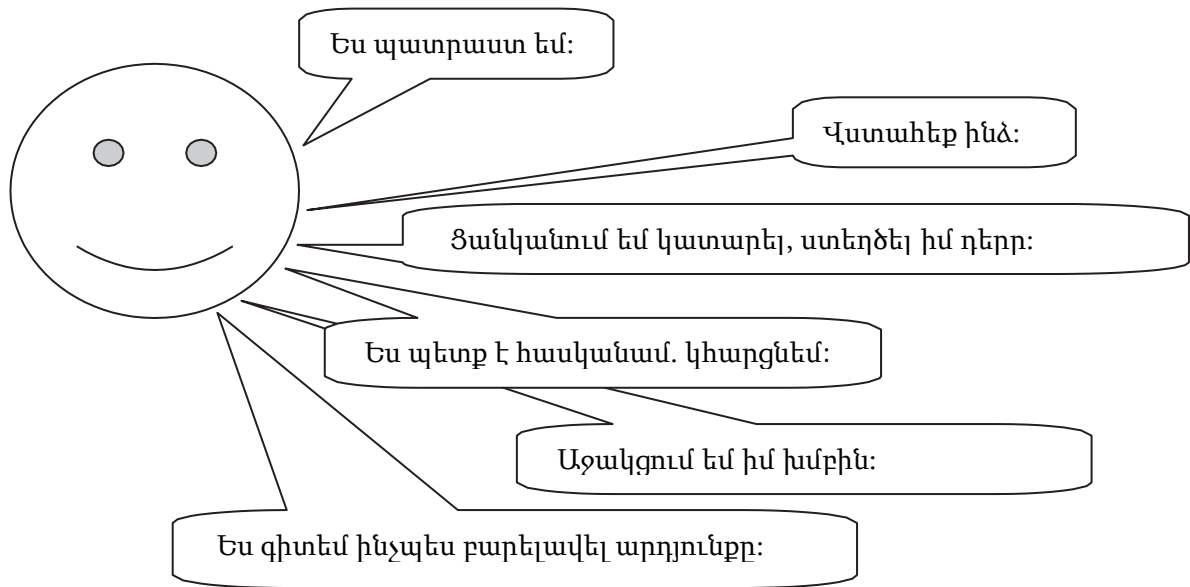 Ես պատրաստ եմ:
Վստահեք ինձ:
Ցանկանում եմ կատարել, ստեղծել իմ դերը:
Ես պետք է հասկանամ. կհարցնեմ:
Աջակցում եմ իմ խմբին:
Ես գիտեմ ինչպես բարելավել արդյունքը: